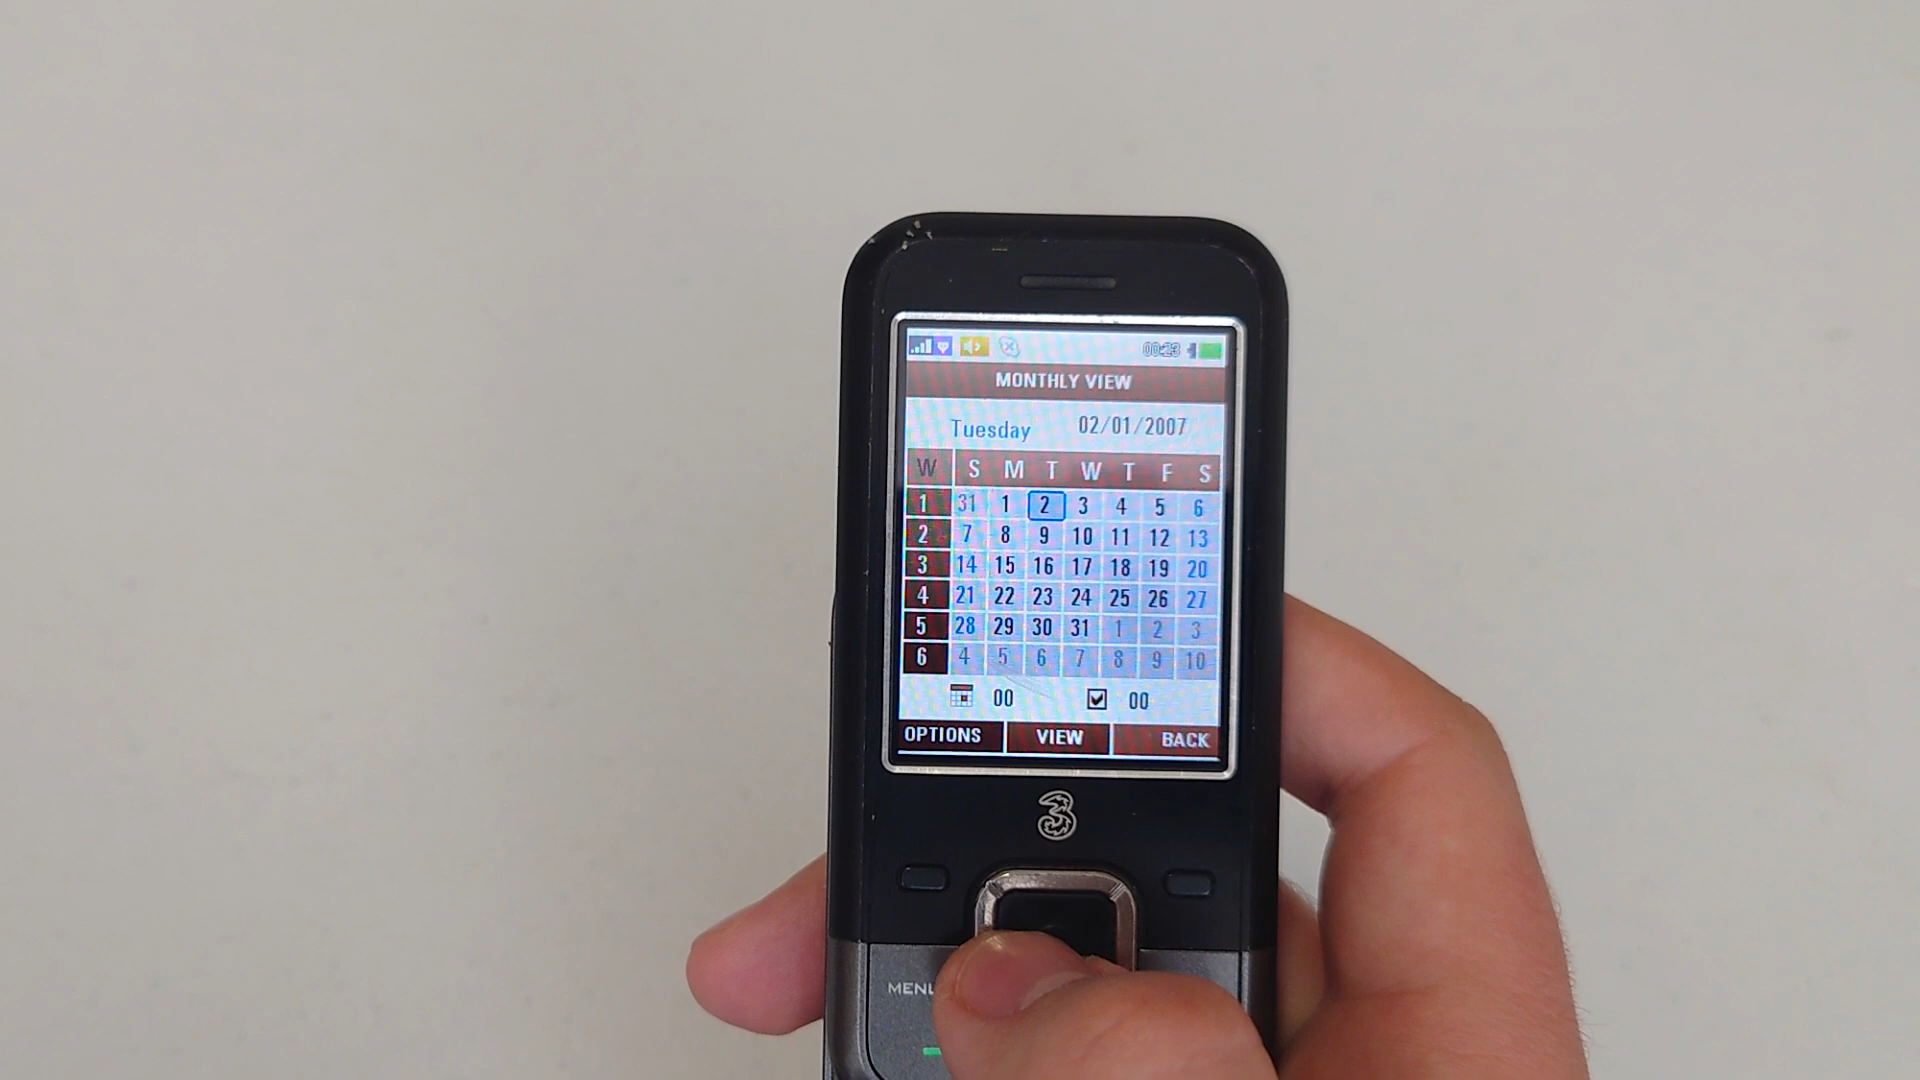 00:23
MONTHLY VIEW
Tuesday 02/01/2007
W S M T W T F S
1 31 1 2 3 4 5 6
2 7 8 9 10 11 12 13
3 14 15 16 17 18 19 20
4 21 22 23 24 25 26 27
5 28 29 30 31 1 2 3
6 4 5 6 7 8 9 10
00 00
OPTIONS VIEW BACK
3
MENU